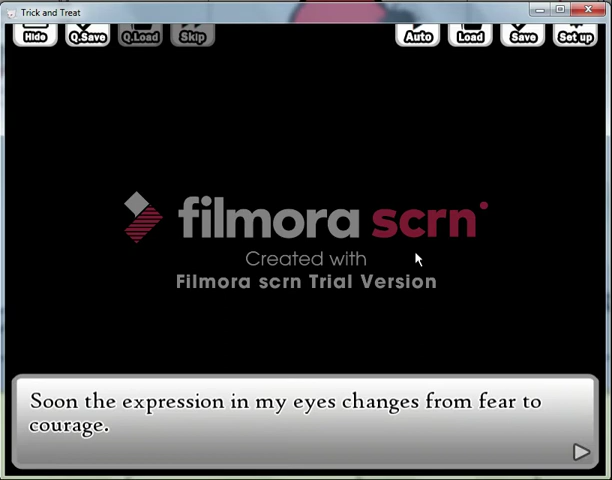 Trick and Treat
Hide Q.Save Q.Load Skip Auto Load Save Set up
filmora scrn
Created with
Filmora scrn Trial Version
Soon the expression in my eyes changes from fear to
courage.